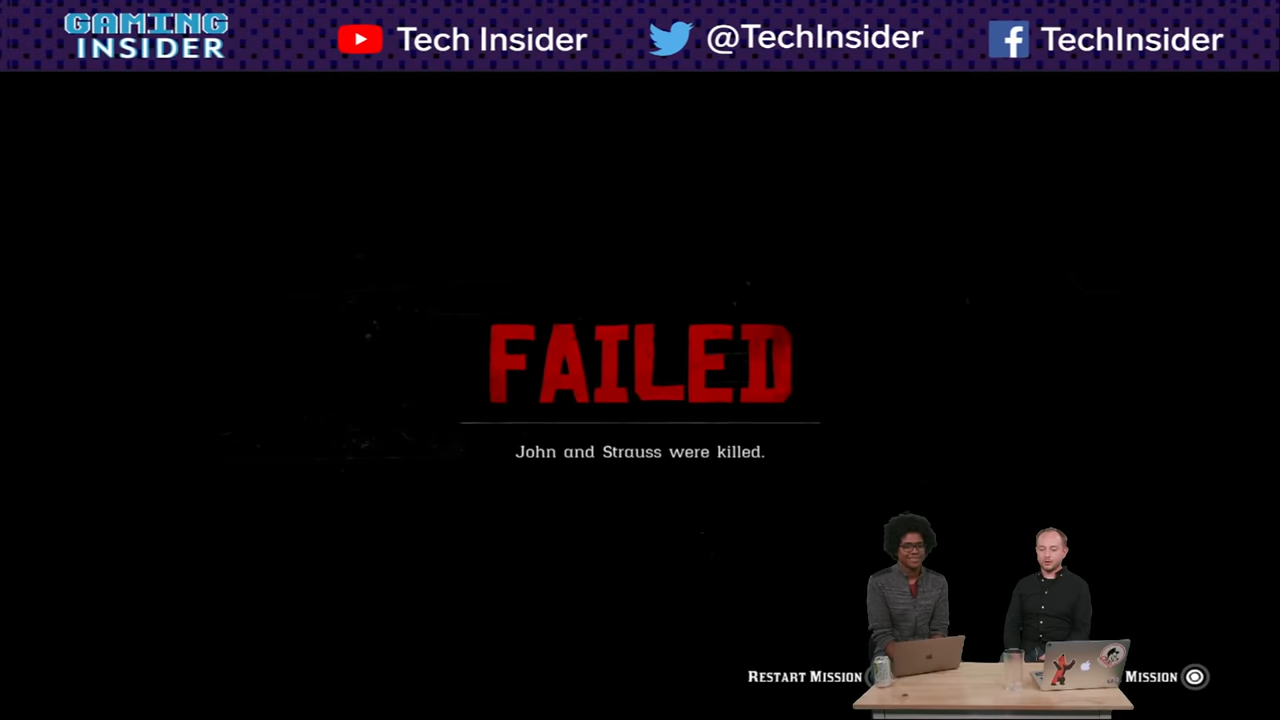 GAMING
INSIDER
Tech Insider
@TechInsider
TechInsider
FAILED
John and Strauss were killed.
RESTART MISSION
MISSION